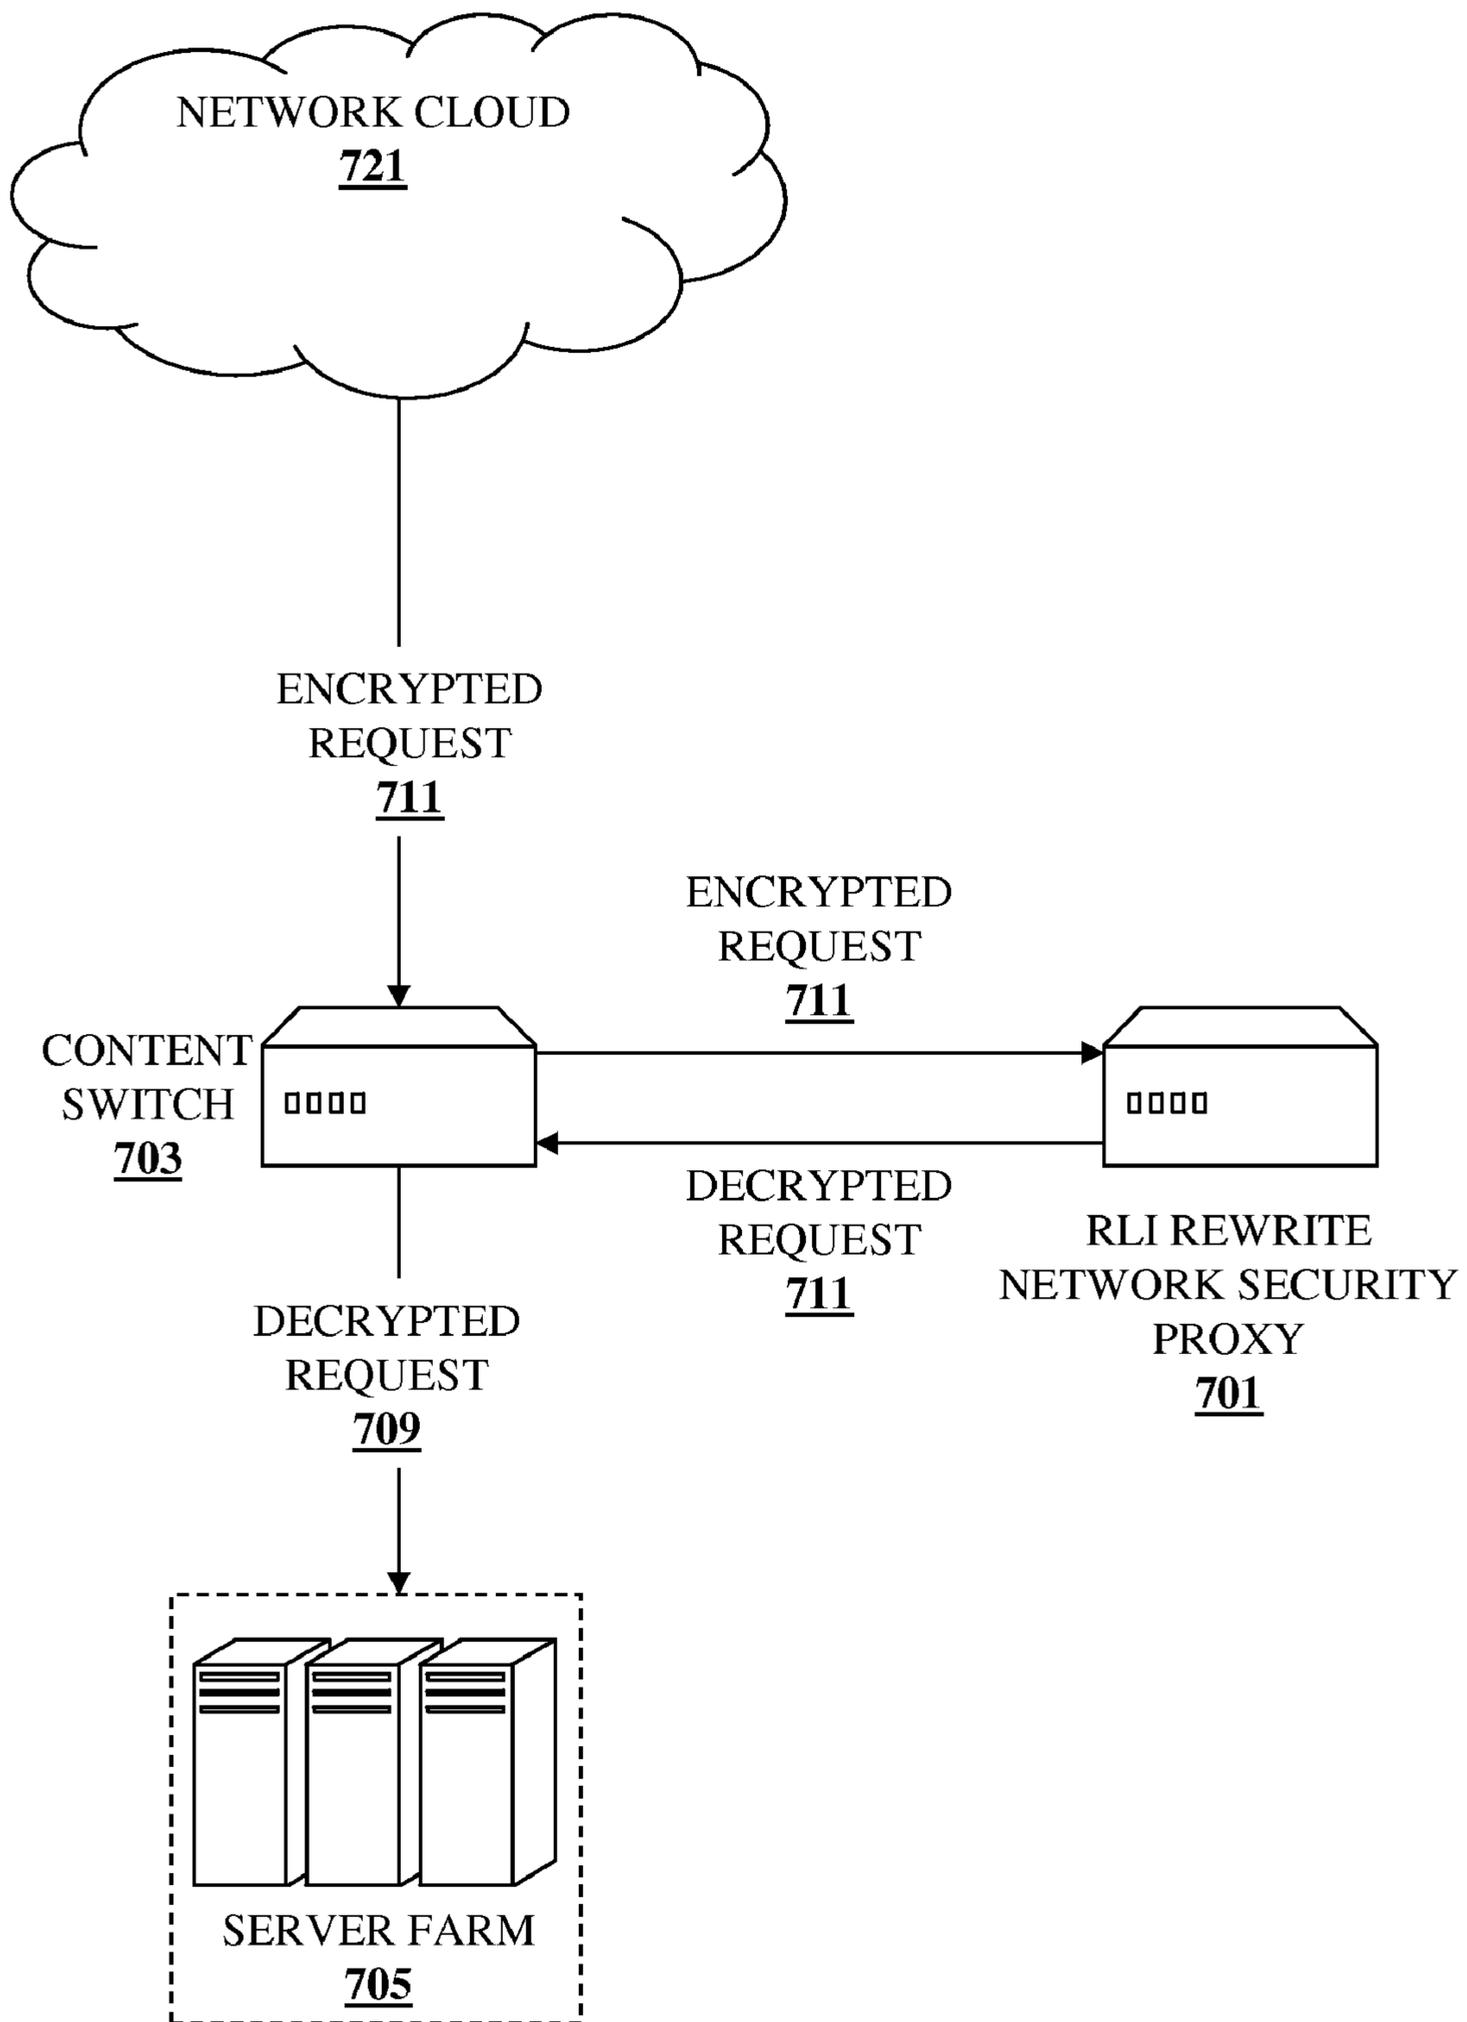 NETWORK CLOUD
721
ENCRYPTED
REQUEST
711
ENCRYPTED
REQUEST
711
CONTENT
SWITCH
703
DECRYPTED
REQUEST
711
RLI REWRITE
NETWORK SECURITY
PROXY
701
DECRYPTED
REQUEST
709
SERVER FARM
705